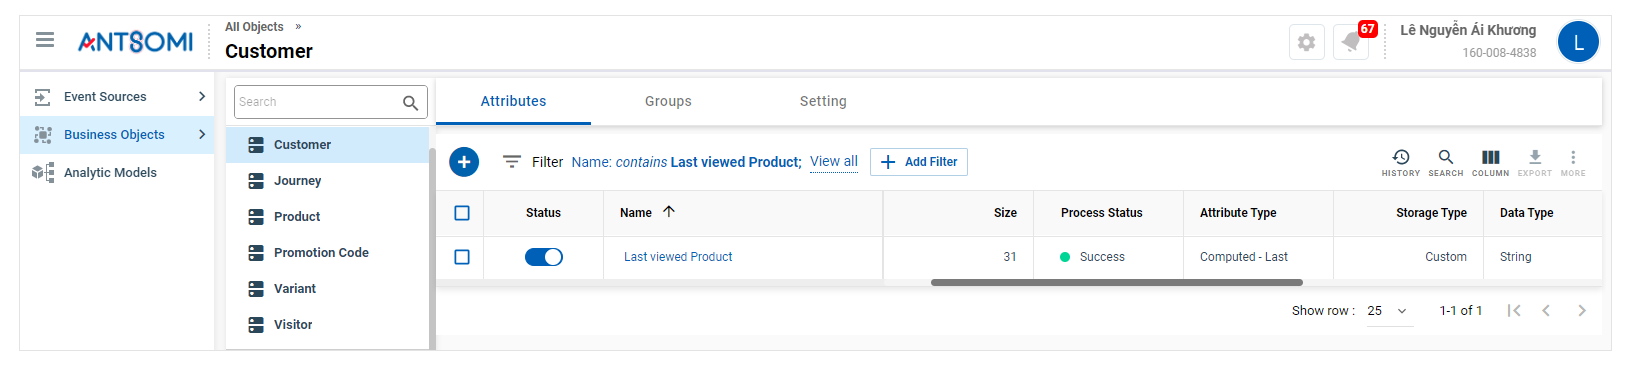 ANTSOMI
All Objects »
Customer
67
Lê Nguyễn Ái Khương
160-008-4838
L
Event Sources
Business Objects
Analytic Models
Search
Customer
Journey
Product
Promotion Code
Variant
Visitor
Attributes Groups Setting
Filter Name: contains Last viewed Product; View all Add Filter
HISTORY SEARCH COLUMN EXPORT MORE
Status Name Size Process Status Attribute Type Storage Type Data Type
Last viewed Product 31 Success Computed - Last Custom String
Show row : 25 1-1 of 1